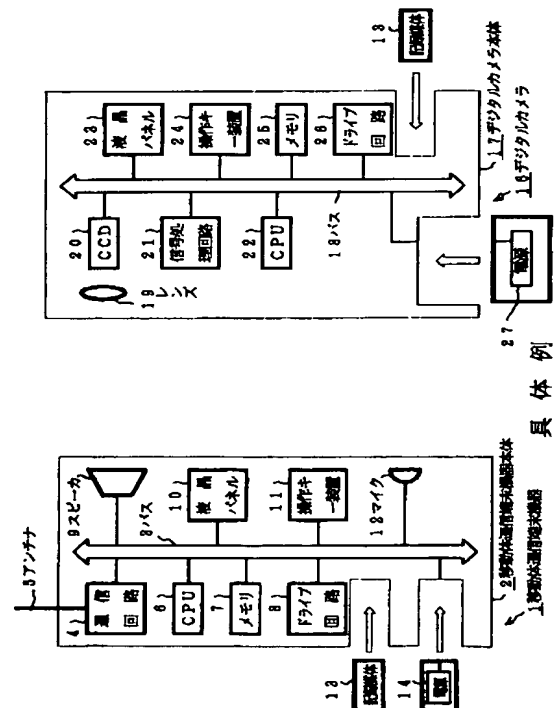 5アンテナ
4
通信
回路
9スピーカ
3バス
6
CPU
10
液晶
パネル
7
メモリ
11
操作キ
ー装置
8
ドライブ
回路
12マイク
13
記憶媒体
14
電源
2移動体通信端末機器本体
1移動体通信端末機器
19
レンズ
20
CCD
23
液晶
パネル
21
信号処
理回路
24
操作キ
ー装置
22
CPU
25
メモリ
26
ドライブ
回路
18バス
13
記憶媒体
17デジタルカメラ本体
16デジタルカメラ
27
電源
具体例